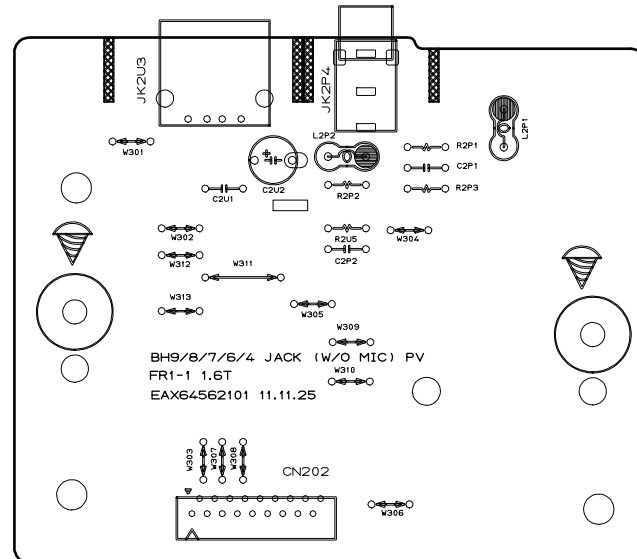 JK2U3
JK2P4
L2P1
W301
L2P2
R2P1
C2P1
C2U1
C2U2
R2P2
R2P3
W302
R2U5
W304
W312
C2P2
W311
W313
W305
W309
BH9/8/7/6/4 JACK (W/O MIC) PV
FR1-1 1.6T
W310
EAX64562101 11.11.25
W303
W307
W308
CN202
W306